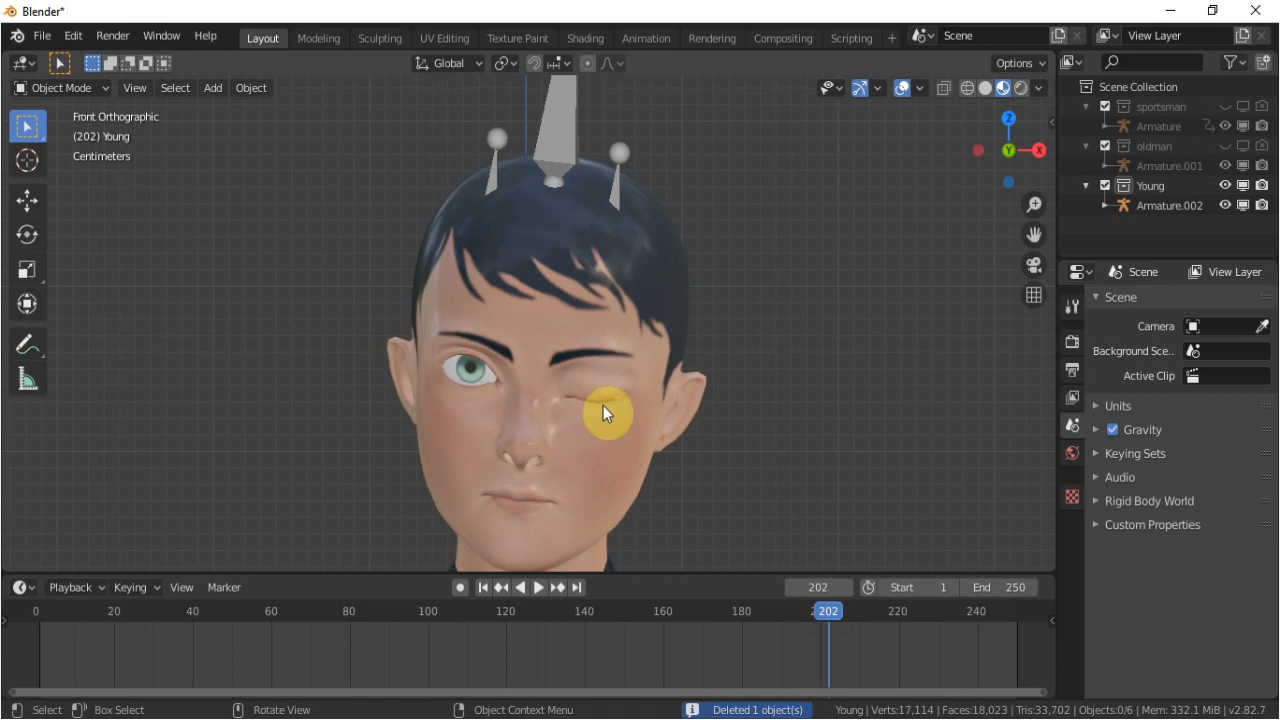 Blender*
File Edit Render Window Help Layout Modeling Sculpting UV Editing Texture Paint Shading Animation Rendering Compositing Scripting + Scene View Layer
Global Options
Object Mode View Select Add Object
Scene Collection
sportsman
Armature
oldman
Armature.001
Young
Armature.002
Front Orthographic
(202) Young
Centimeters
Z
Y
X
Scene View Layer
Scene
Camera
Background Sce..
Active Clip
Units
Gravity
Keying Sets
Audio
Rigid Body World
Custom Properties
Playback Keying View Marker 202 Start 1 End 250
0 20 40 60 80 100 120 140 160 180 202 220 240
Select Box Select Rotate View Object Context Menu Deleted 1 object(s) Young | Verts:17,114 | Faces:18,023 | Tris:33,702 | Objects:0/6 | Mem: 332.1 MiB | v2.82.7